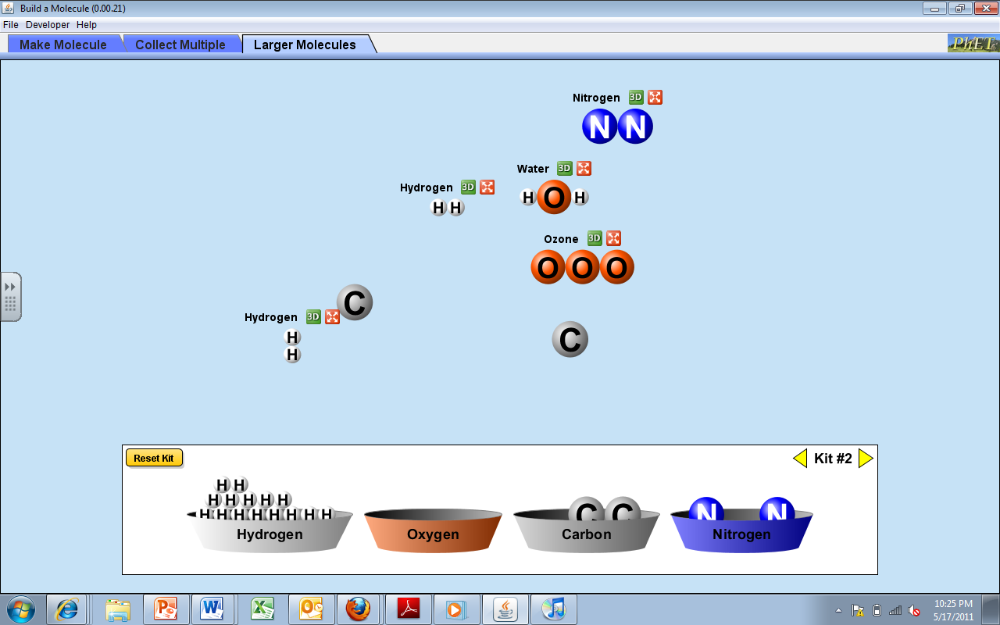 Build a Molecule (0.00.21)
File Developer Help
Make Molecule Collect Multiple Larger Molecules
PhET
Nitrogen 3D
N N
Water 3D
H O H
Hydrogen 3D
H H
Ozone 3D
O O O
C
Hydrogen 3D
H
H
C
Reset Kit
Kit #2
H H
H H H H H
H H H H H H H H
C C
N N
Hydrogen Oxygen Carbon Nitrogen
10:25 PM
5/17/2011